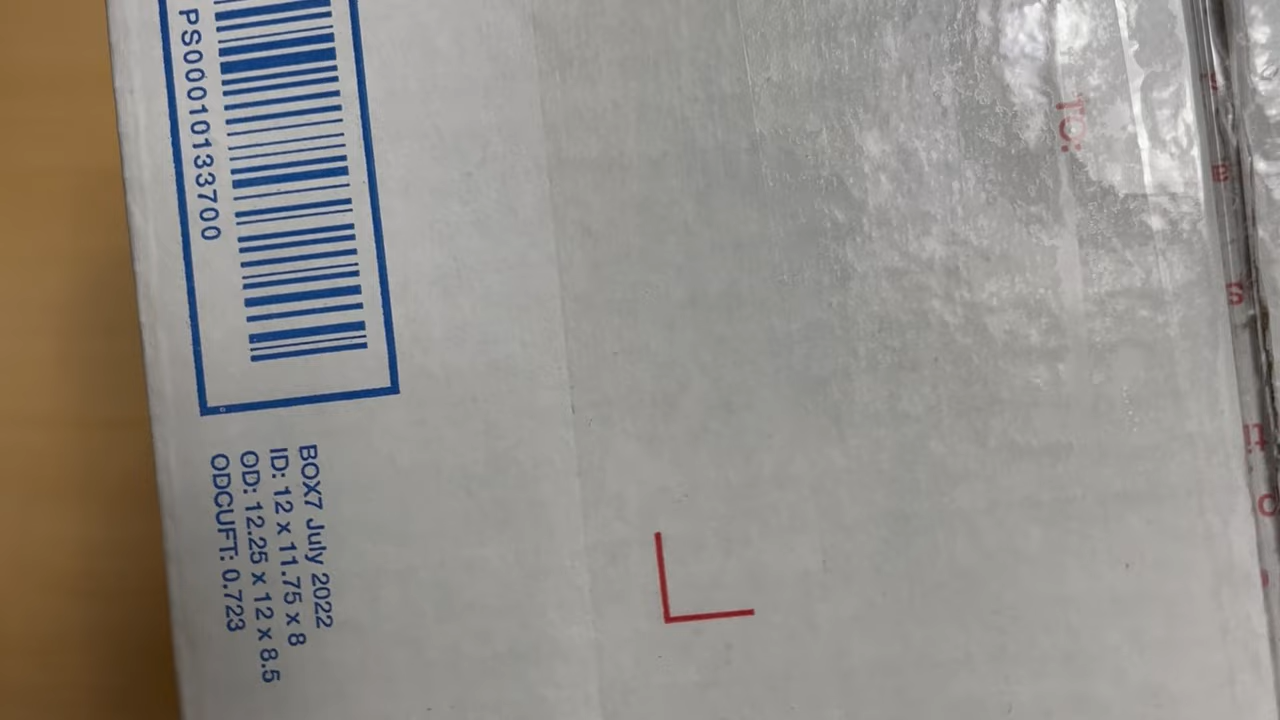 PS00010133700
BOX7 July 2022
ID: 12 x 11.75 x 8
OD: 12.25 x 12 x 8.5
ODCUFT: 0.723
TO: